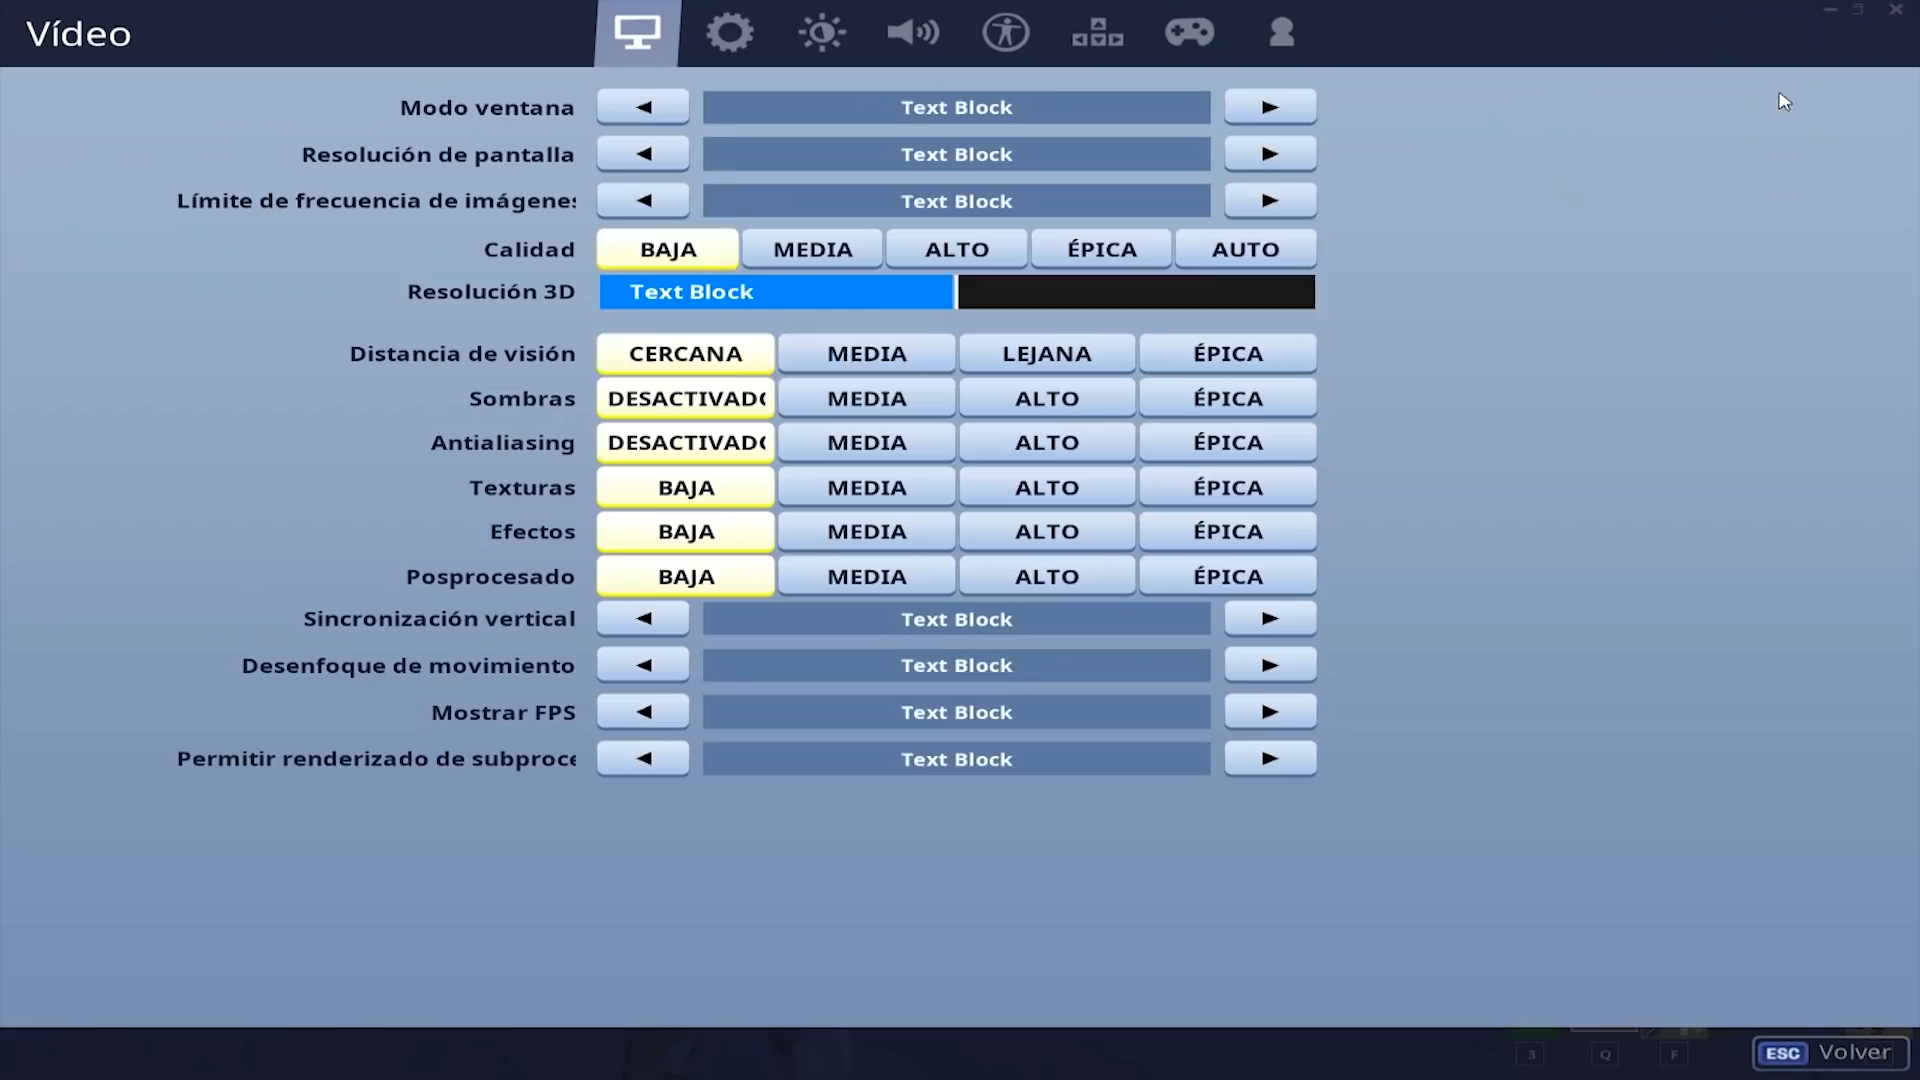 Vídeo
Modo ventana ◄ Text Block ►
Resolución de pantalla ◄ Text Block ►
Límite de frecuencia de imágenes ◄ Text Block ►
Calidad BAJA MEDIA ALTO ÉPICA AUTO
Resolución 3D Text Block
Distancia de visión CERCANA MEDIA LEJANA ÉPICA
Sombras DESACTIVADO MEDIA ALTO ÉPICA
Antialiasing DESACTIVADO MEDIA ALTO ÉPICA
Texturas BAJA MEDIA ALTO ÉPICA
Efectos BAJA MEDIA ALTO ÉPICA
Posprocesado BAJA MEDIA ALTO ÉPICA
Sincronización vertical ◄ Text Block ►
Desenfoque de movimiento ◄ Text Block ►
Mostrar FPS ◄ Text Block ►
Permitir renderizado de subproce ◄ Text Block ►
3 Q F ESC Volver